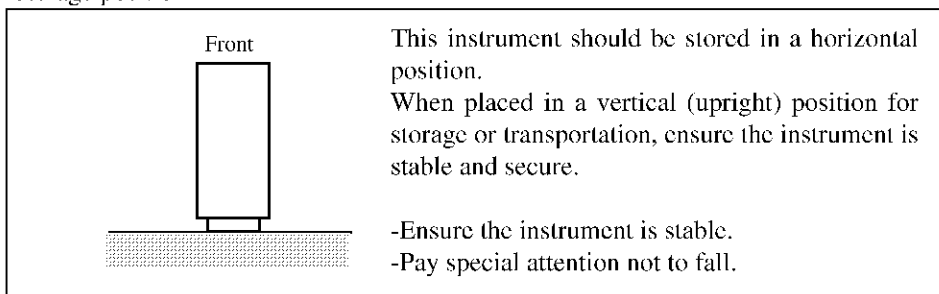 Front
This instrument should be stored in a horizontal
position.
When placed in a vertical (upright) position for
storage or transportation, ensure the instrument is
stable and secure.
-Ensure the instrument is stable.
-Pay special attention not to fall.